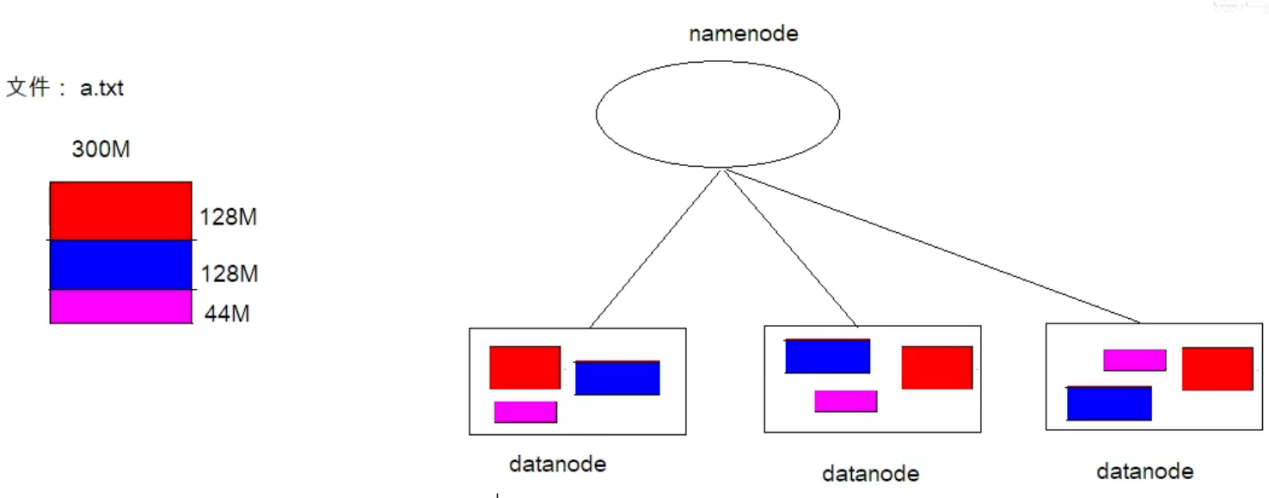 namenode
文件： a.txt
300M
128M
128M
44M
datanode
datanode
datanode